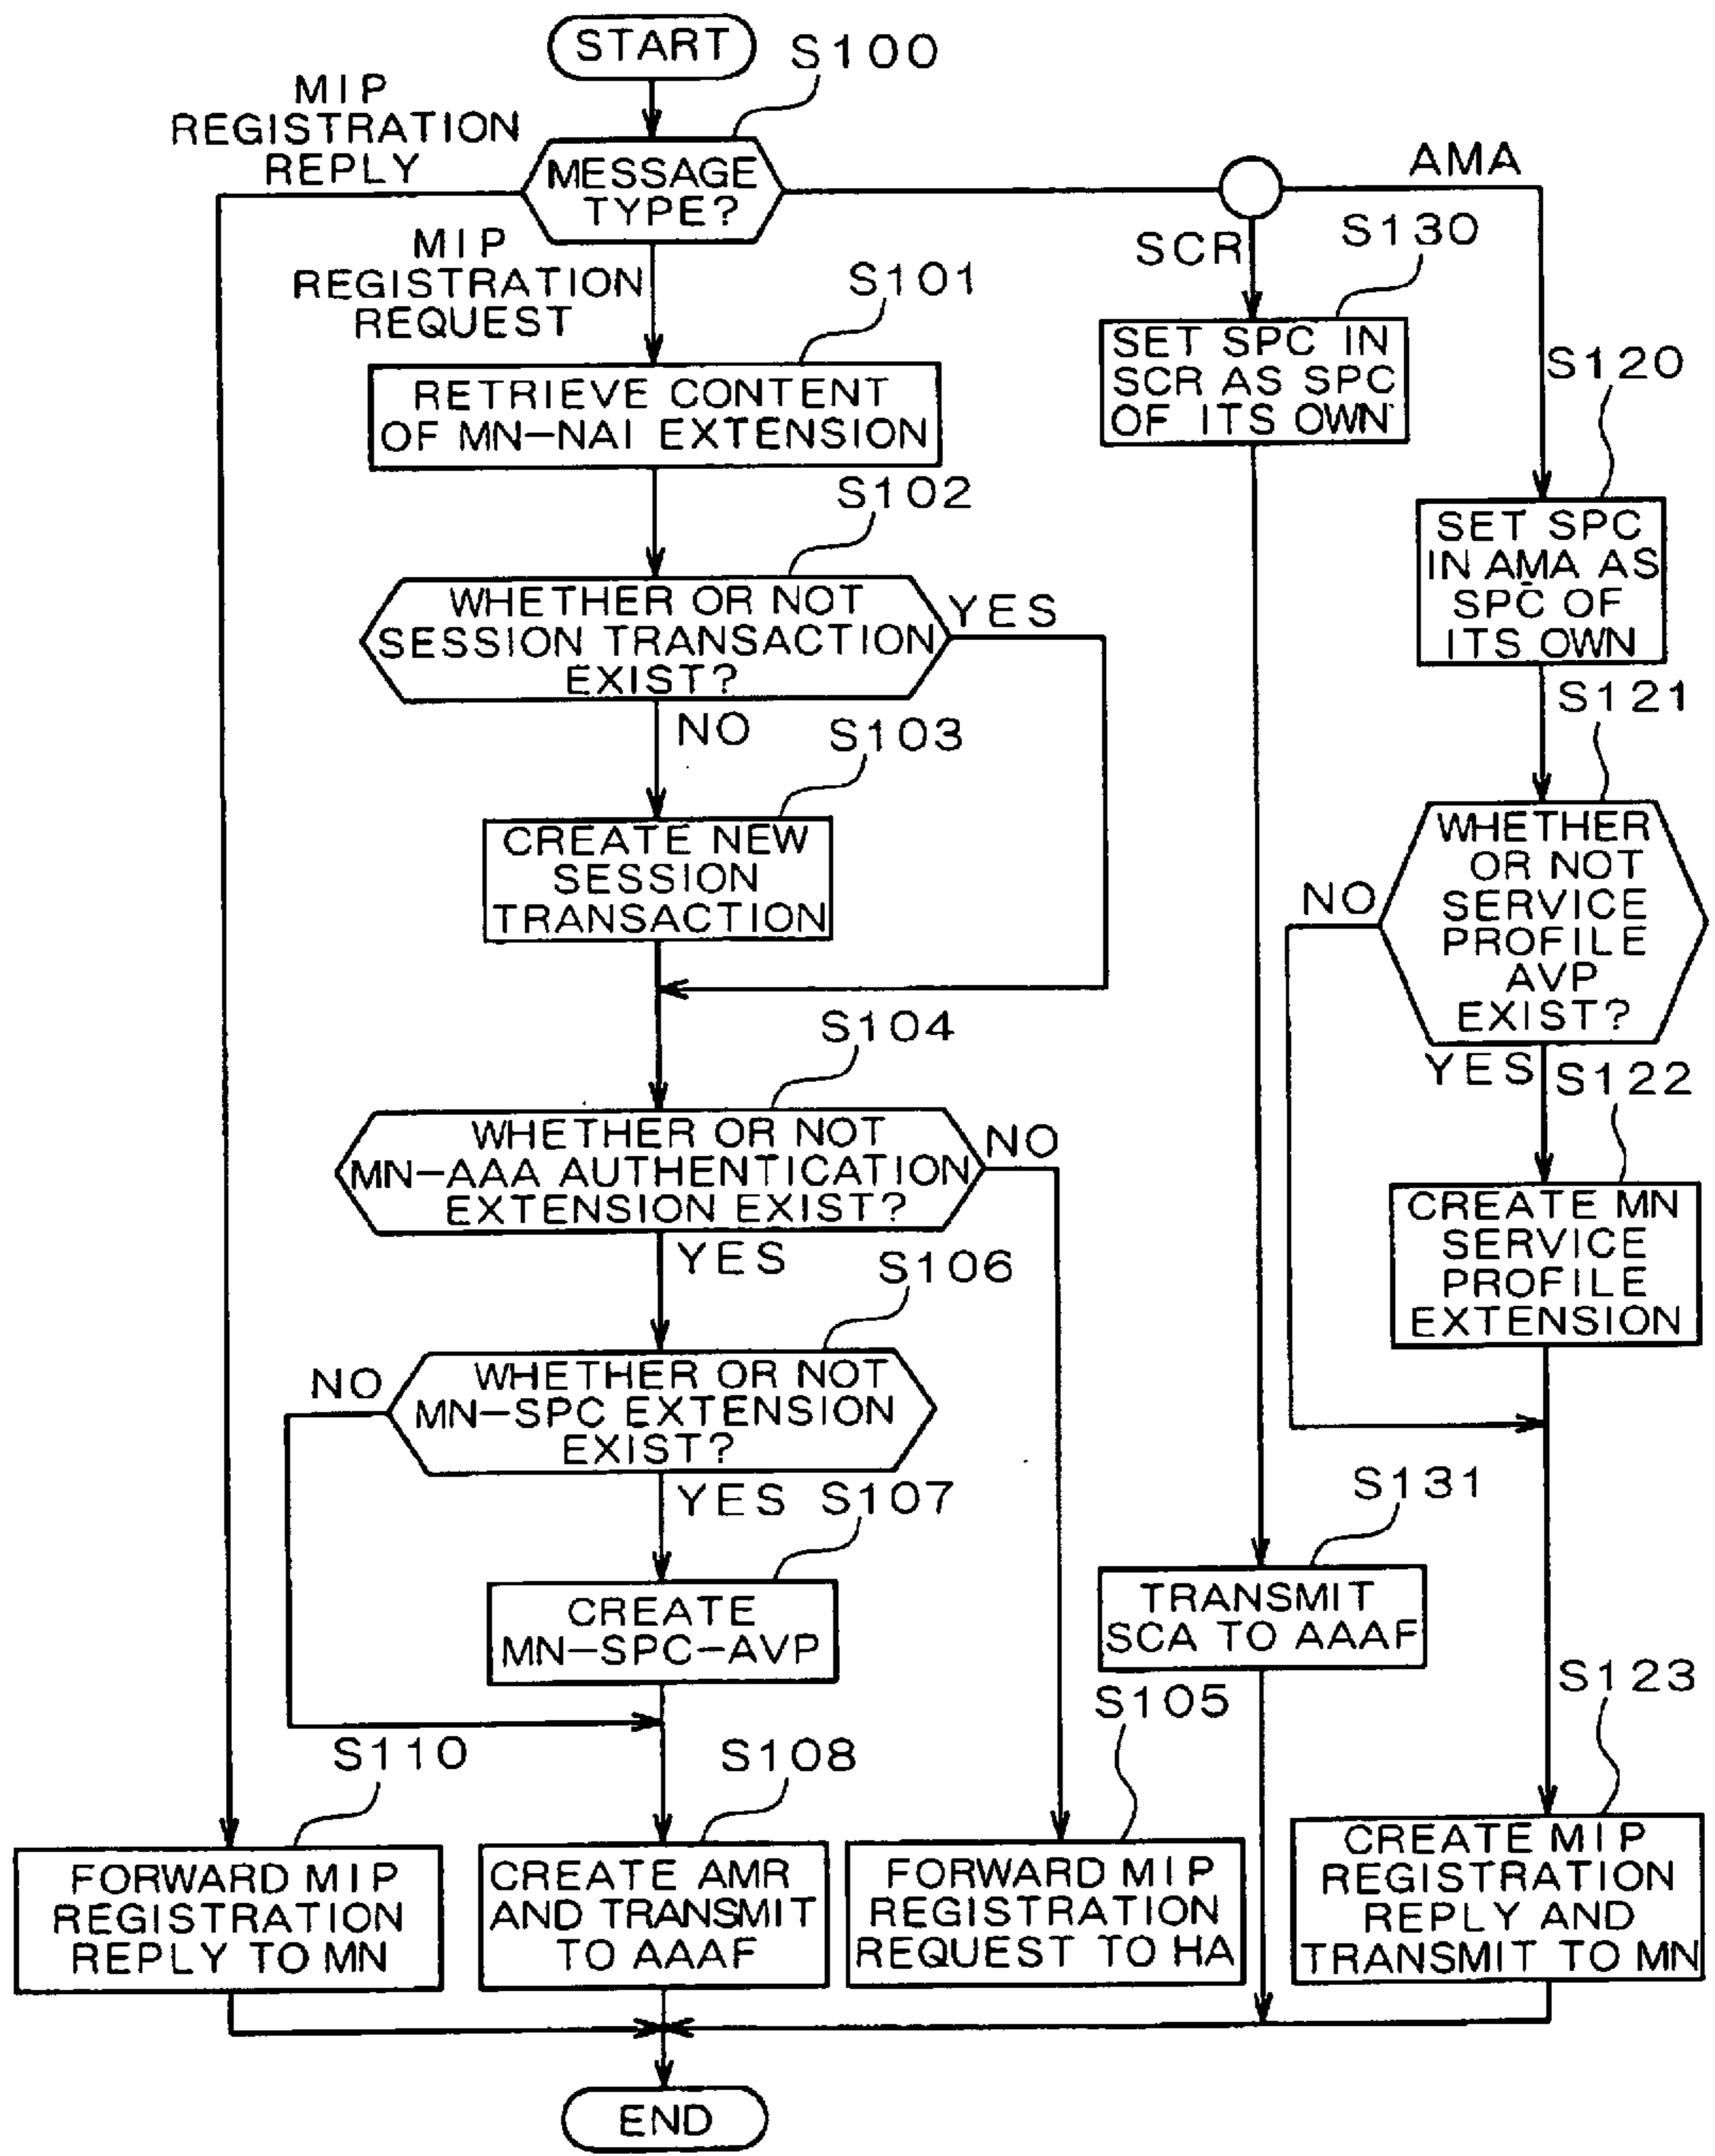 START
S100
MIP
REGISTRATION
REPLY
MESSAGE
TYPE?
AMA
MIP
REGISTRATION
REQUEST
SCR
S130
S101
RETRIEVE CONTENT
OF MN-NAI EXTENSION
SET SPC IN
SCR AS SPC
OF ITS OWN
S120
SET SPC
IN AMA AS
SPC OF
ITS OWN
S102
WHETHER OR NOT
SESSION TRANSACTION
EXIST?
YES
NO
S103
CREATE NEW
SESSION
TRANSACTION
S121
WHETHER
OR NOT
SERVICE
PROFILE
AVP
EXIST?
NO
YES
S122
CREATE MN
SERVICE
PROFILE
EXTENSION
S104
WHETHER OR NOT
MN-AAA AUTHENTICATION
EXTENSION EXIST?
NO
YES
S106
WHETHER OR NOT
MN-SPC EXTENSION
EXIST?
NO
YES
S107
CREATE
MN-SPC-AVP
S131
TRANSMIT
SCA TO AAAF
S110
FORWARD MIP
REGISTRATION
REPLY TO MN
S108
CREATE AMR
AND TRANSMIT
TO AAAF
S105
FORWARD MIP
REGISTRATION
REQUEST TO HA
S123
CREATE MIP
REGISTRATION
REPLY AND
TRANSMIT TO MN
END